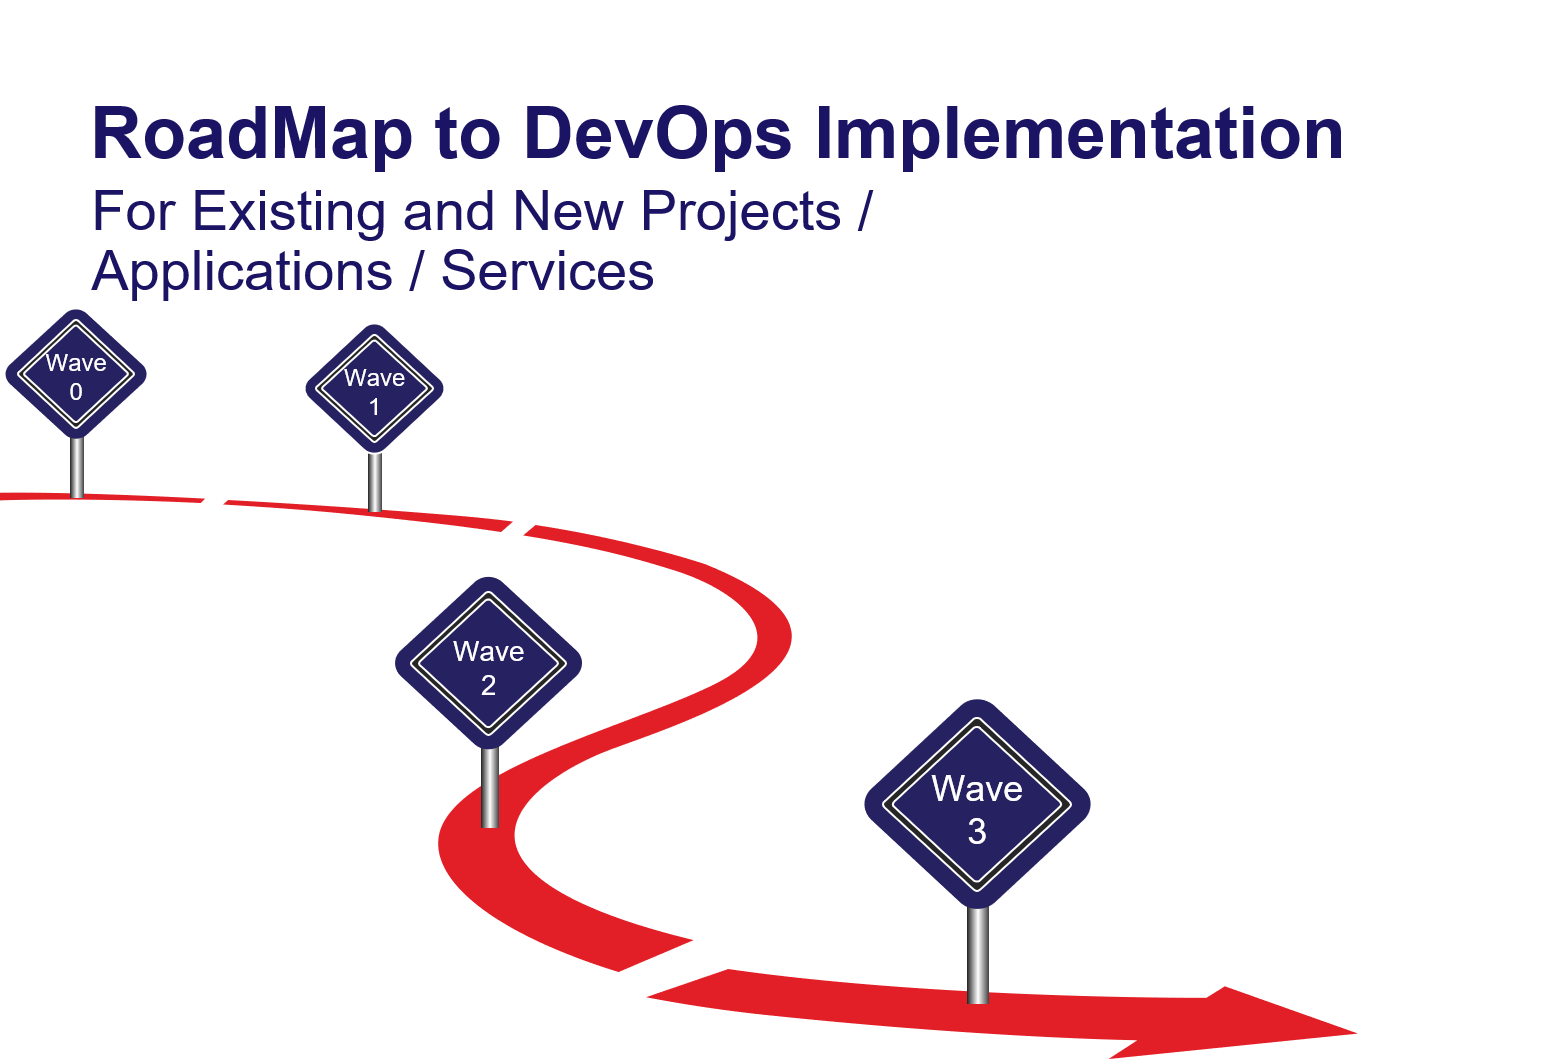 RoadMap to DevOps Implementation
For Existing and New Projects /
Applications / Services
Wave
0
Wave
1
Wave
2
Wave
3